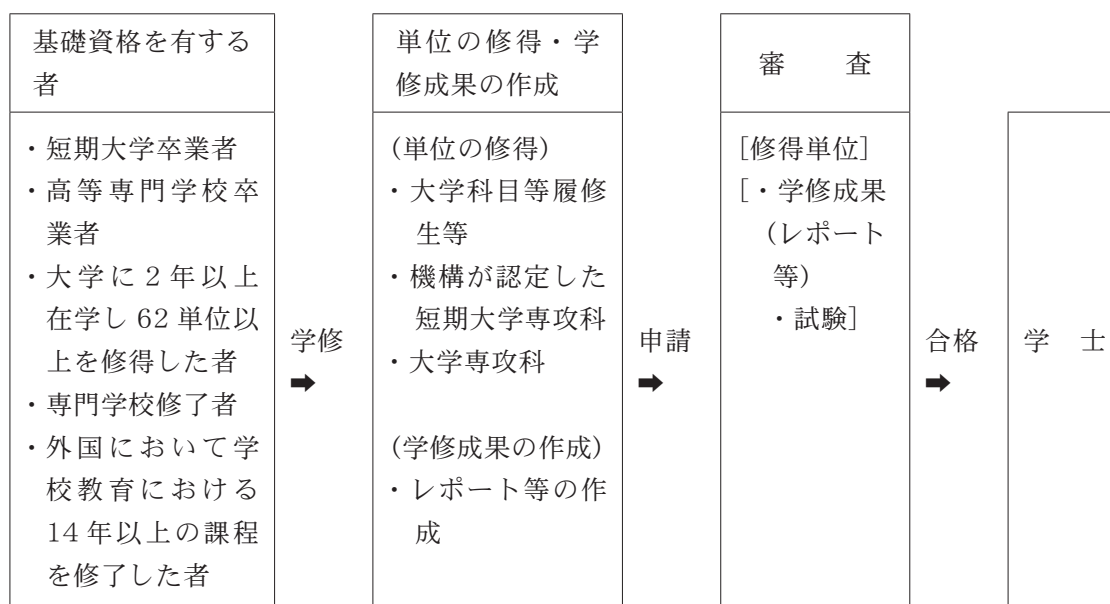 基礎資格を有する
者
・短期大学卒業者
・高等専門学校卒
業者
・大学に2年以上
在学し62単位以
上を修得した者
・専門学校修了者
・外国において学
校教育における
14年以上の課程
を修了した者
学修
➡
単位の修得・学
修成果の作成
(単位の修得)
・大学科目等履修
生等
・機構が認定した
短期大学専攻科
・大学専攻科
(学修成果の作成)
・レポート等の作
成
申請
➡
審 査
[修得単位]
[・学修成果
(レポート
等)
・試験]
合格
➡
学 士